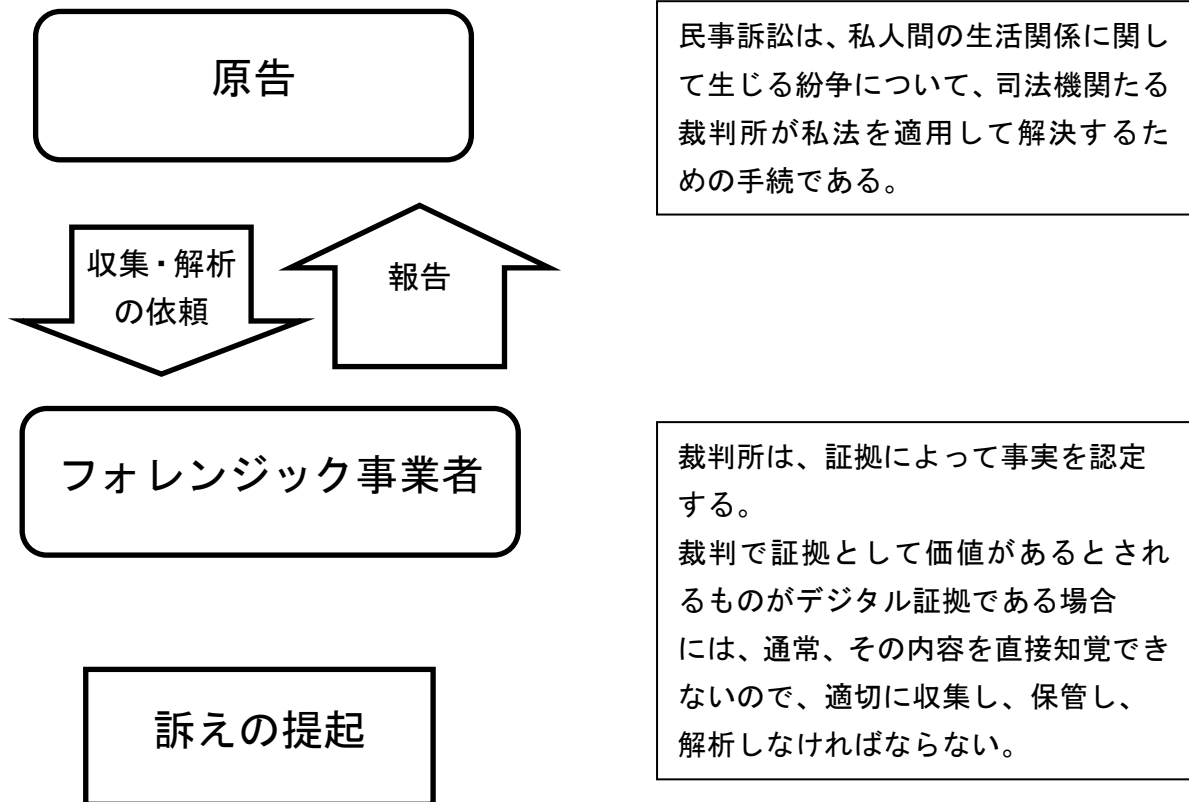 原告
民事訴訟は、私人間の生活関係に関し
て生じる紛争について、司法機関たる
裁判所が私法を適用して解決するた
めの手続である。
収集・解析
の依頼
報告
フォレンジック事業者
裁判所は、証拠によって事実を認定
する。
裁判で証拠として価値があるとされ
るものがデジタル証拠である場合
には、通常、その内容を直接知覚でき
ないので、適切に収集し、保管し、
解析しなければならない。
訴えの提起